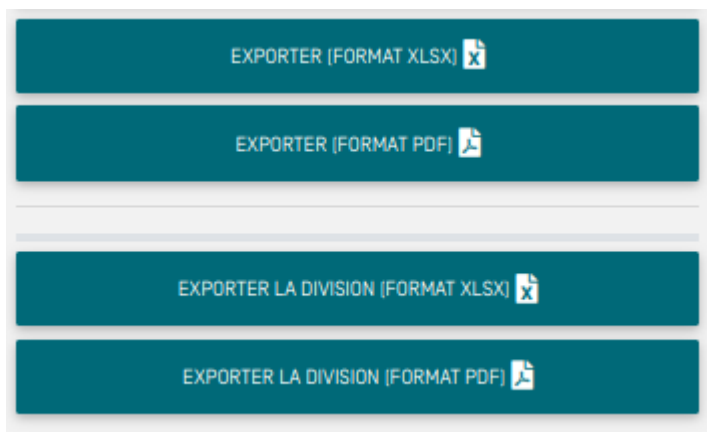 EXPORTER (FORMAT XLSX)
EXPORTER (FORMAT PDF)
EXPORTER LA DIVISION (FORMAT XLSX)
EXPORTER LA DIVISION (FORMAT PDF)